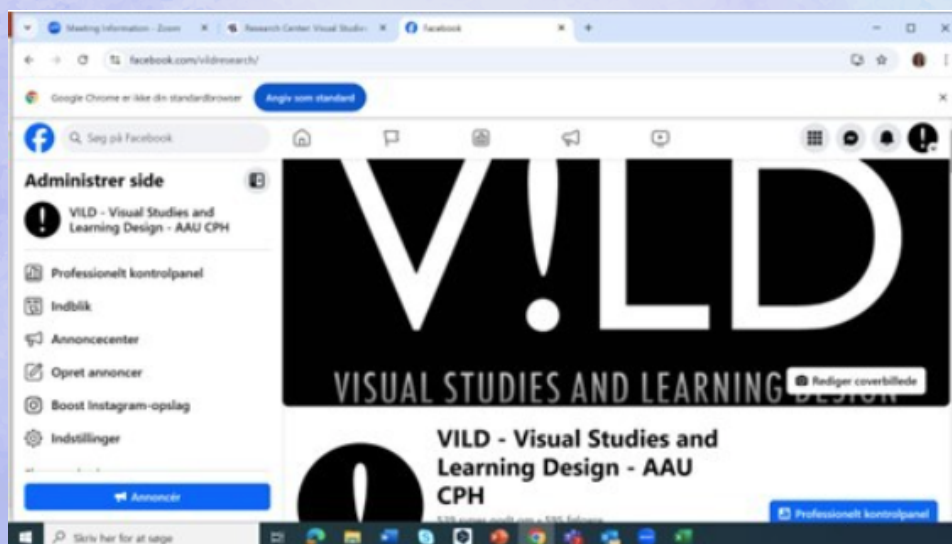 Meeting Information - Zoom
Research Center: Visual Studies
Facebook
facebook.com/vildresearch/
Google Chrome er ikke din standardbrowser
Angiv som standard
Søg på Facebook
Administrer side
VILD - Visual Studies and
Learning Design - AAU CPH
Professionelt kontrolpanel
Indblik
Annoncecenter
Opret annoncer
Boost Instagram-opslag
Indstillinger
Annoncér
V!LD
VISUAL STUDIES AND LEARNING DESIGN
Rediger coverbillede
VILD - Visual Studies and
Learning Design - AAU
CPH
Professionelt kontrolpanel
Skriv her for at søge